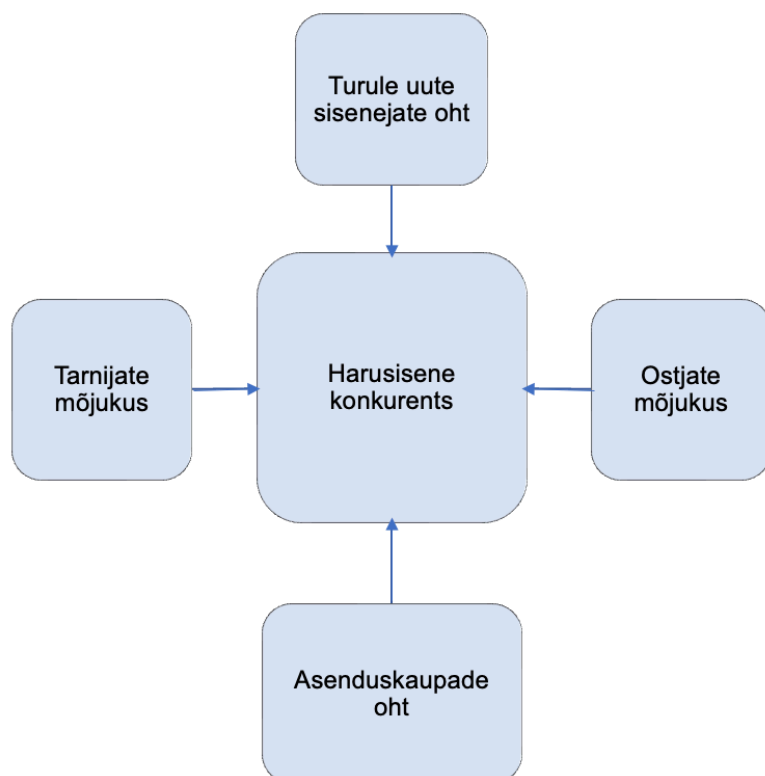 Turule uute
sisenejate oht
Tarnijate
mõjukus
Harusisene
konkurents
Ostjate
mõjukus
Asenduskaupade
oht